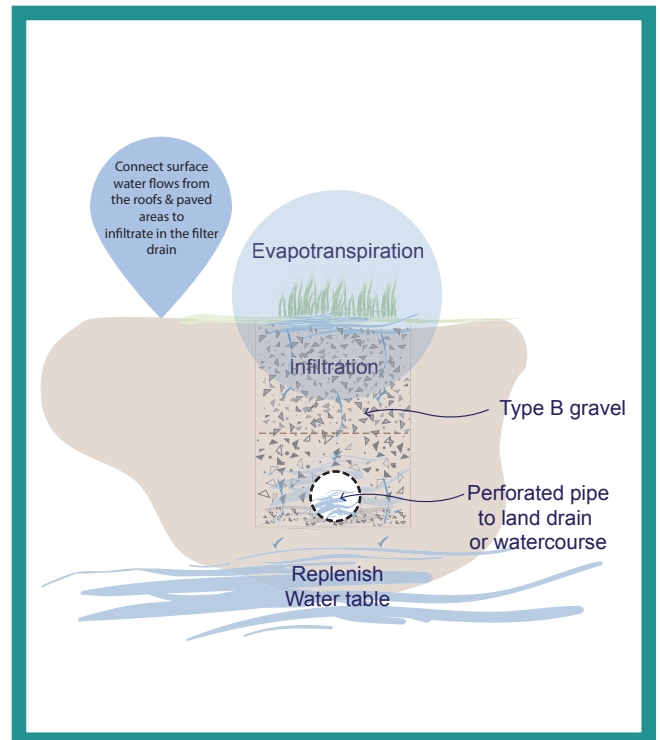 Connect surface
water flows from
the roofs & paved
areas to
infiltrate in the filter
drain
Evapotranspiration
Infiltration
Type B gravel
Perforated pipe
to land drain
or watercourse
Replenish
Water table